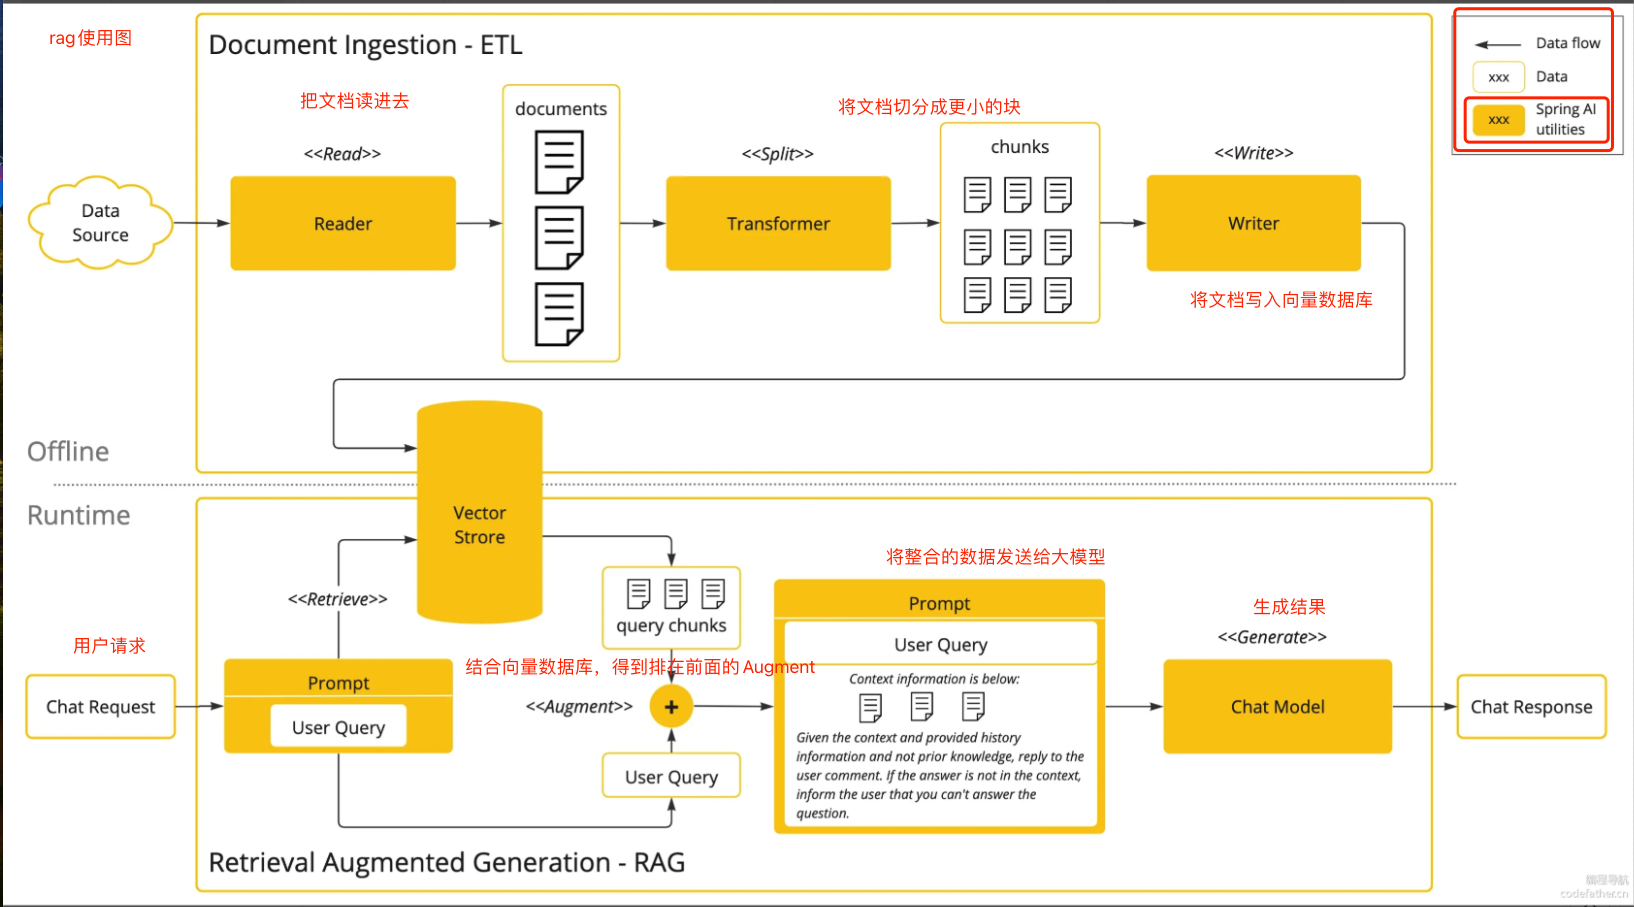 rag使用图
Document Ingestion - ETL
Data flow
xxx
Data
xxx
Spring AI
utilities
把文档读进去
documents
将文档切分成更小的块
chunks
<<Read>>
<<Split>>
<<Write>>
Data
Source
Reader
Transformer
Writer
将文档写入向量数据库
Offline
Runtime
Vector
Strore
将整合的数据发送给大模型
<<Retrieve>>
query chunks
Prompt
生成结果
<<Generate>>
用户请求
User Query
结合向量数据库，得到排在前面的Augment
Chat Request
Prompt
User Query
<<Augment>>
+
User Query
Context information is below:
Given the context and provided history
information and not prior knowledge, reply to the
user comment. If the answer is not in the context,
inform the user that you can't answer the
question.
Chat Model
Chat Response
Retrieval Augmented Generation - RAG
编程导航
codefather.cn